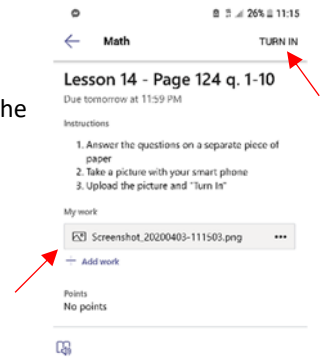 26% 11:15
Math TURN IN
Lesson 14 - Page 124 q. 1-10
Due tomorrow at 11:59 PM
he
Instructions
1. Answer the questions on a separate piece of
paper
2. Take a picture with your smart phone
3. Upload the picture and "Turn In"
My work
Screenshot_20200403-111503.png
Add work
Points
No points